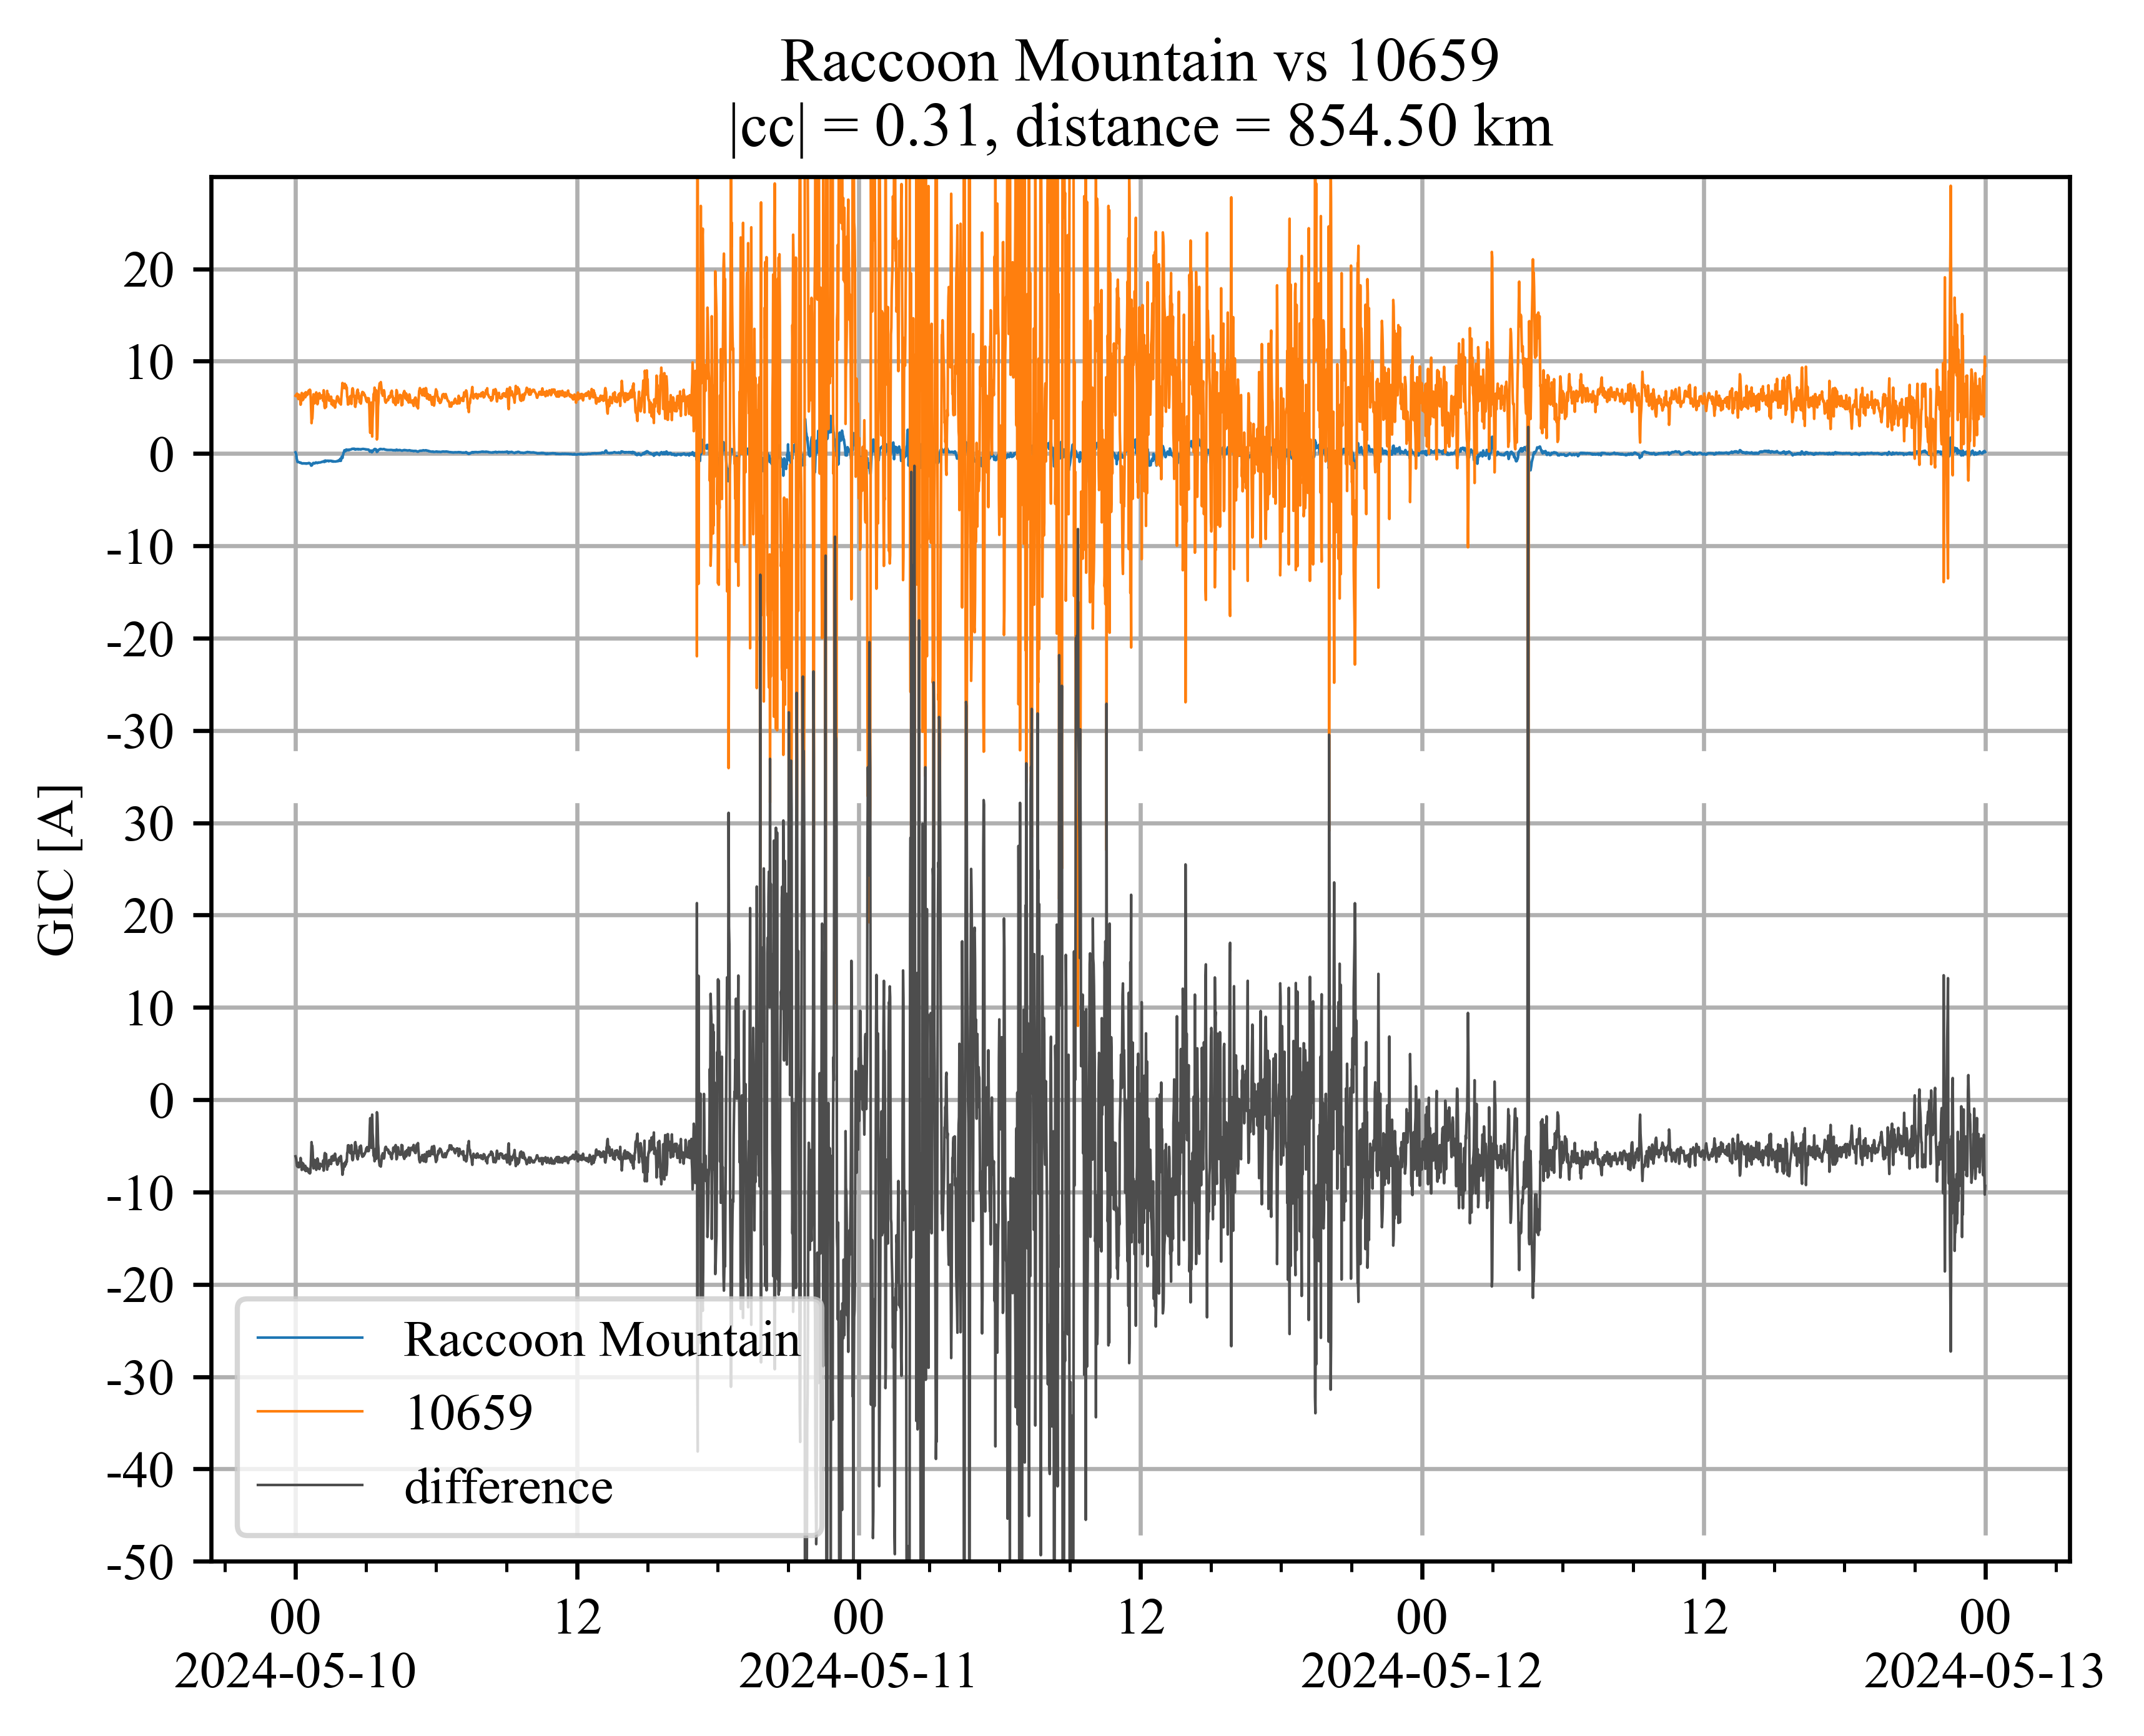 Raccoon Mountain vs 10659
|cc| = 0.31, distance = 854.50 km
GIC [A]
20
10
0
-10
-20
-30
30
20
10
0
-10
-20
-30
-40
-50
Raccoon Mountain
10659
difference
00 12 00 12 00 12 00
2024-05-10 2024-05-11 2024-05-12 2024-05-13